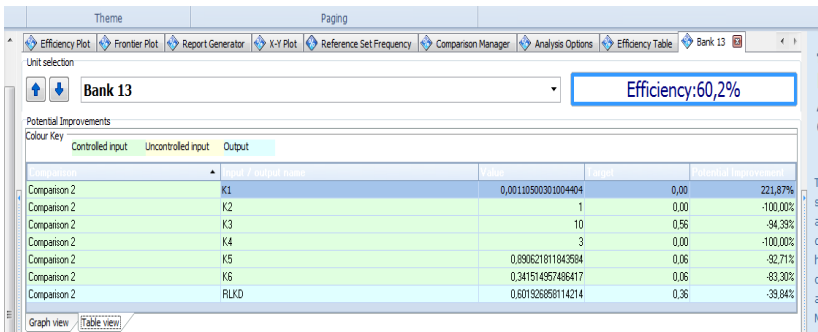 Theme Paging
Efficiency Plot Frontier Plot Report Generator X-Y Plot Reference Set Frequency Comparison Manager Analysis Options Efficiency Table Bank 13
Unit selection
Bank 13 Efficiency:60,2%
Potential Improvements
Colour Key
Controlled input Uncontrolled input Output
Comparison Input / output name Value Target Potential Improvement
Comparison 2 K1 0,00110500301004404 0,00 221,87%
Comparison 2 K2 1 0,00 -100,00%
Comparison 2 K3 10 0,56 -94,39%
Comparison 2 K4 3 0,00 -100,00%
Comparison 2 K5 0,890621811843584 0,06 -92,71%
Comparison 2 K6 0,341514957486417 0,06 -83,30%
Comparison 2 RLKD 0,601926858114214 0,36 -39,84%
Graph view Table view